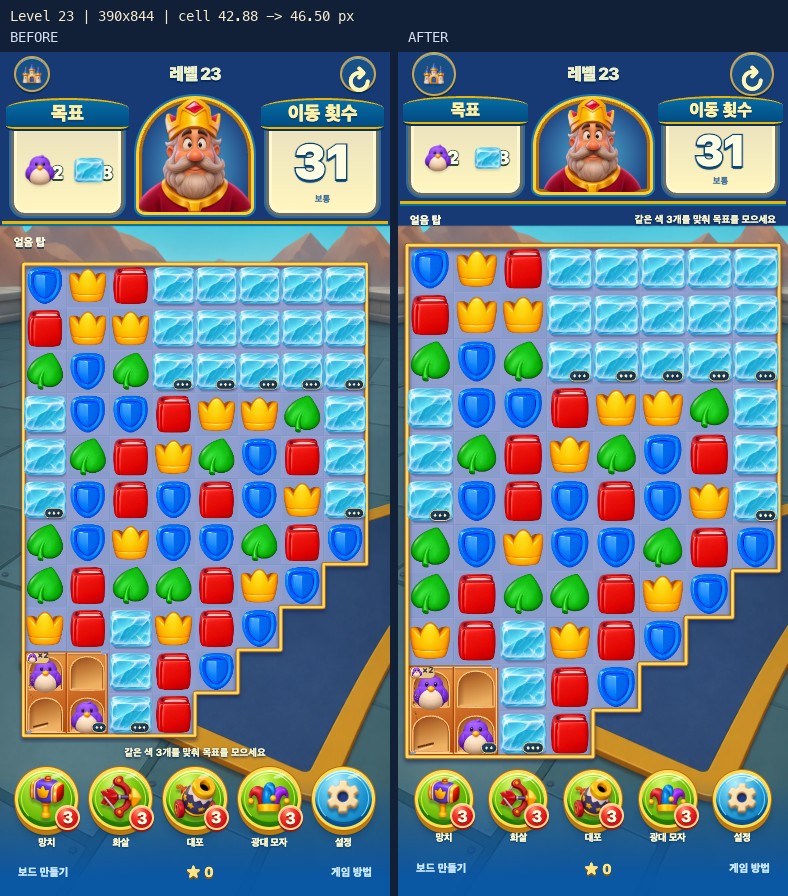 Level 23 | 390x844 | cell 42.88 –> 46.50 px
BEFORE
레벨 23
목표
이동 횟수
2
8
31
보통
얼음 탑
×2
같은 색 3개를 맞춰 목표를 모으세요
3
3
3
3
망치
화살
대포
광대 모자
설정
보드 만들기
0
게임 방법
AFTER
레벨 23
목표
이동 횟수
2
8
31
보통
얼음 탑
같은 색 3개를 맞춰 목표를 모으세요
×2
3
3
3
3
망치
화살
대포
광대 모자
설정
보드 만들기
0
게임 방법